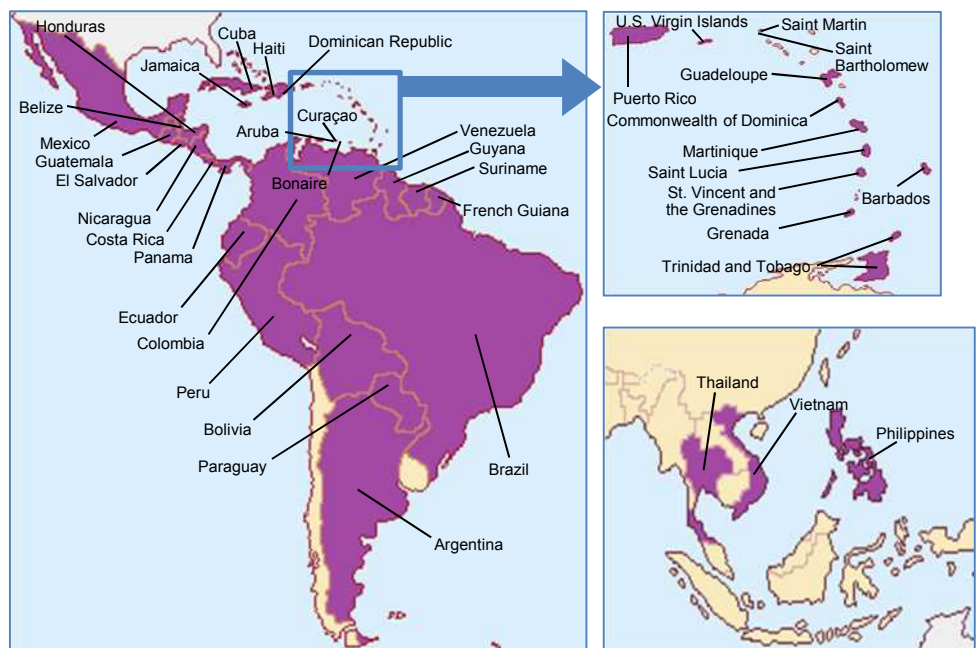 Honduras
Cuba
Haiti
Dominican Republic
Jamaica
Belize
Mexico
Guatemala
El Salvador
Nicaragua
Costa Rica
Panama
Aruba
Curaçao
Bonaire
Venezuela
Guyana
Suriname
French Guiana
Ecuador
Colombia
Peru
Bolivia
Paraguay
Brazil
Argentina
U.S. Virgin Islands
Saint Martin
Saint
Bartholomew
Guadeloupe
Puerto Rico
Commonwealth of Dominica
Martinique
Saint Lucia
St. Vincent and
the Grenadines
Barbados
Grenada
Trinidad and Tobago
Thailand
Vietnam
Philippines